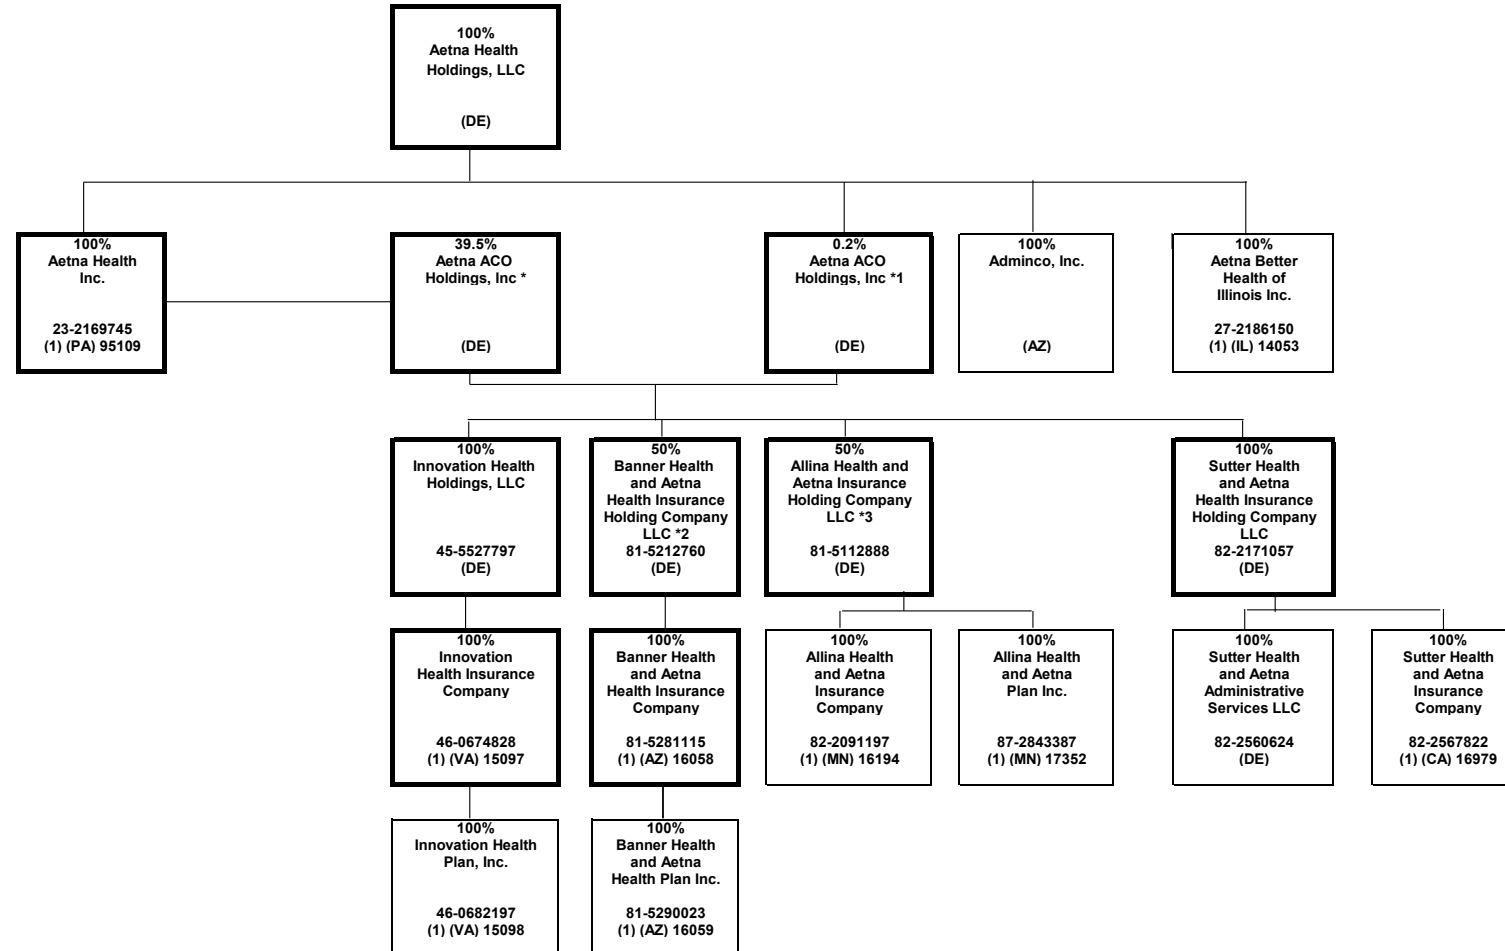 100%
Aetna Health
Holdings, LLC
(DE)
100%
Aetna Health
Inc.
23-2169745
(1) (PA) 95109
39.5%
Aetna ACO
Holdings, Inc *
(DE)
0.2%
Aetna ACO
Holdings, Inc *1
(DE)
100%
Adminco, Inc.
(AZ)
100%
Aetna Better
Health of
Illinois Inc.
27-2186150
(1) (IL) 14053
100%
Innovation Health
Holdings, LLC
45-5527797
(DE)
50%
Banner Health
and Aetna
Health Insurance
Holding Company
LLC *2
81-5212760
(DE)
50%
Allina Health and
Aetna Insurance
Holding Company
LLC *3
81-5112888
(DE)
100%
Sutter Health
and Aetna
Health Insurance
Holding Company
LLC
82-2171057
(DE)
100%
Innovation
Health Insurance
Company
46-0674828
(1) (VA) 15097
100%
Banner Health
and Aetna
Health Insurance
Company
81-5281115
(1) (AZ) 16058
100%
Allina Health
and Aetna
Insurance
Company
82-2091197
(1) (MN) 16194
100%
Allina Health
and Aetna
Plan Inc.
87-2843387
(1) (MN) 17352
100%
Sutter Health
and Aetna
Administrative
Services LLC
82-2560624
(DE)
100%
Sutter Health
and Aetna
Insurance
Company
82-2567822
(1) (CA) 16979
100%
Innovation Health
Plan, Inc.
46-0682197
(1) (VA) 15098
100%
Banner Health
and Aetna
Health Plan Inc.
81-5290023
(1) (AZ) 16059